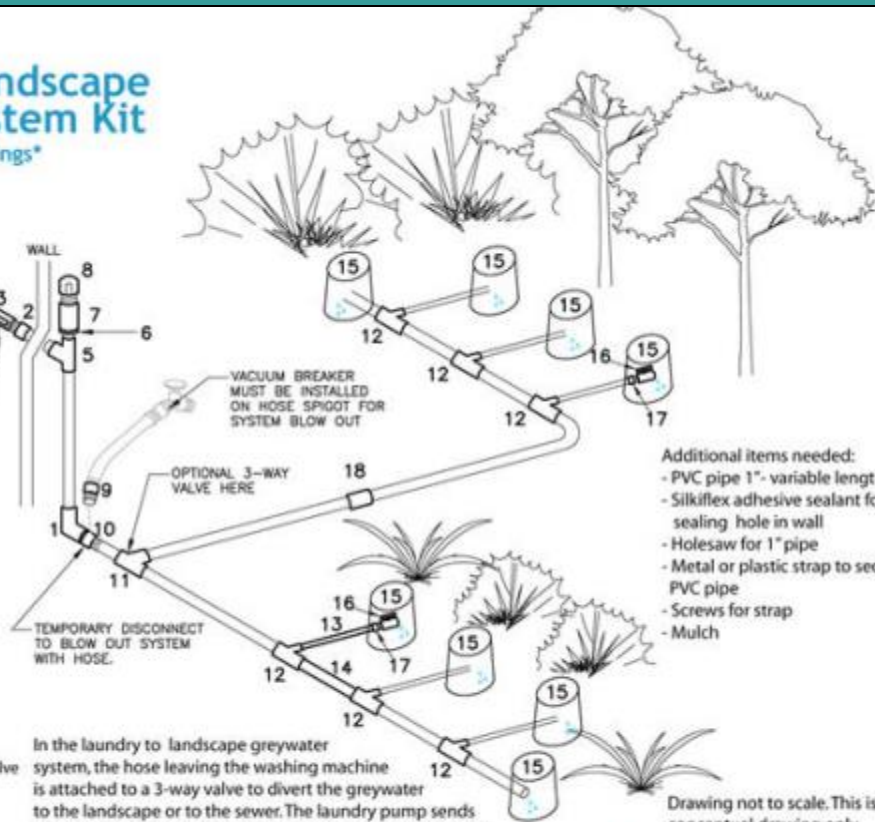 ndscape
stem Kit
ngs*
WALL
8
3
2
7
6
5
VACUUM BREAKER
MUST BE INSTALLED
ON HOSE SPIGOT FOR
SYSTEM BLOW OUT
OPTIONAL 3-WAY
VALVE HERE
9
1
10
11
18
15
15
12
15
12
16
15
12
17
Additional items needed:
- PVC pipe 1"- variable lengt
- Silkiflex adhesive sealant fo
sealing hole in wall
- Holesaw for 1" pipe
- Metal or plastic strap to sec
PVC pipe
- Screws for strap
- Mulch
TEMPORARY DISCONNECT
TO BLOW OUT SYSTEM
WITH HOSE.
16
15
13
12
14
17
15
12
15
12
15
In the laundry to landscape greywater
lve system, the hose leaving the washing machine
is attached to a 3-way valve to divert the greywater
to the landscape or to the sewer. The laundry pump sends
Drawing not to scale. This is
conceptual drawing only